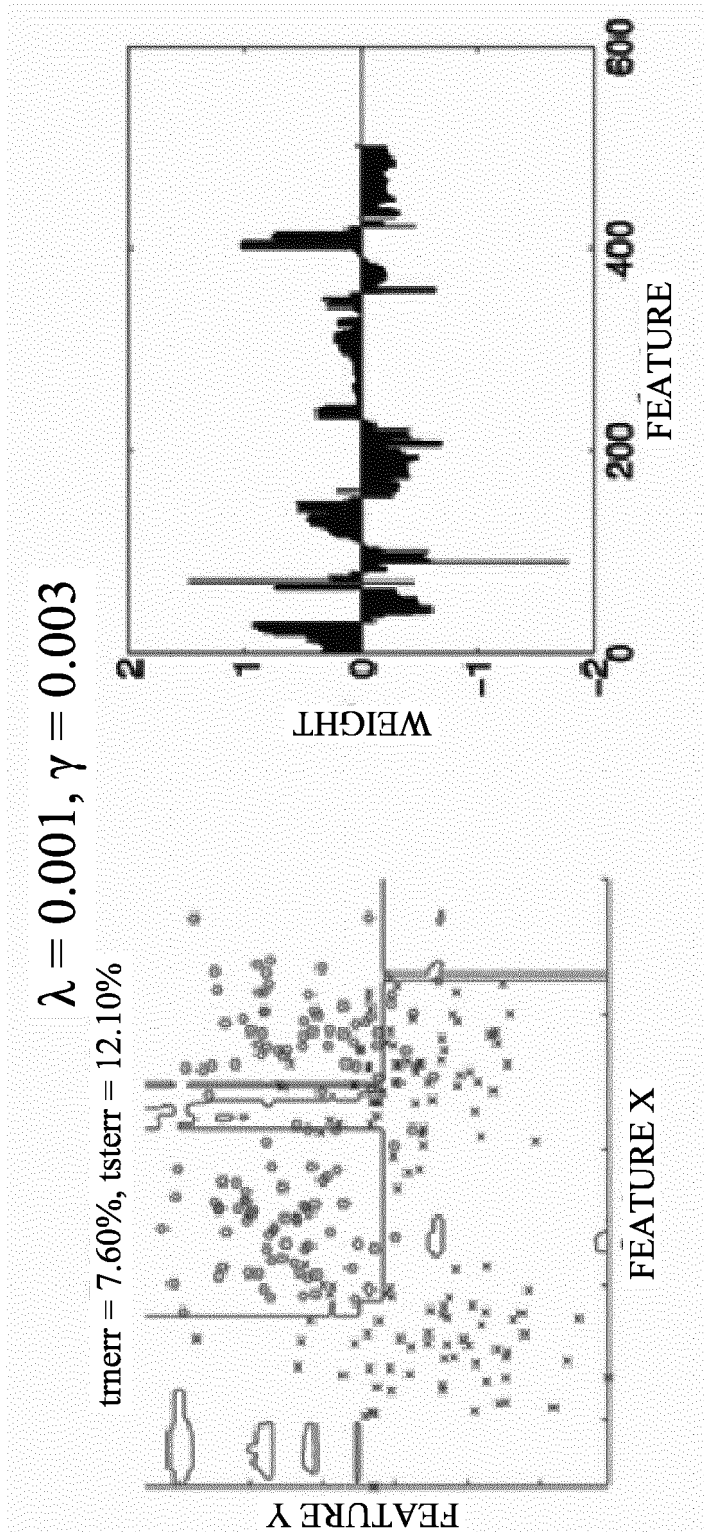 λ = 0.001, γ = 0.003
trnerr = 7.60%, tsterr = 12.10%
FEATURE Y
FEATURE X
WEIGHT
2
1
0
-1
-2
0
200
400
600
FEATURE